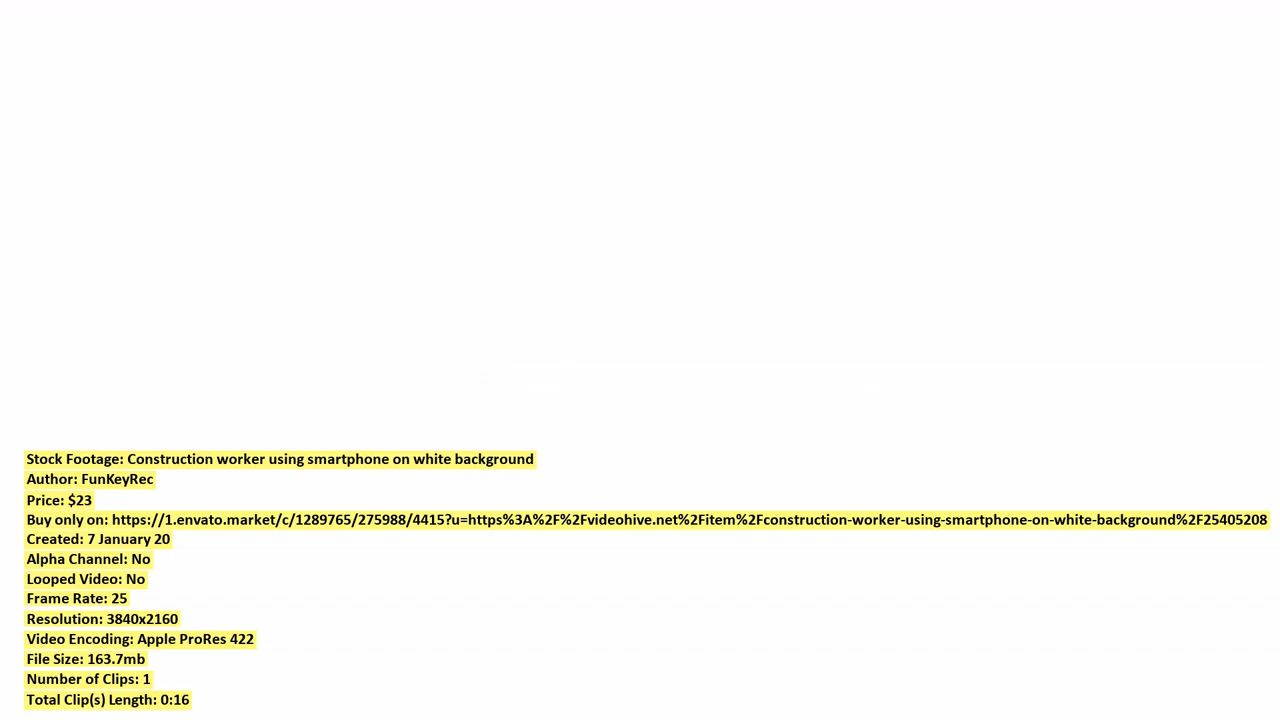 Stock Footage: Construction worker using smartphone on white background
Author: FunKeyRec
Price: $23
Buy only on: https://1.envato.market/c/1289765/275988/4415?u=https%3A%2F%2Fvideohive.net%2Fitem%2Fconstruction-worker-using-smartphone-on-white-background%2F25405208
Created: 7 January 20
Alpha Channel: No
Looped Video: No
Frame Rate: 25
Resolution: 3840x2160
Video Encoding: Apple ProRes 422
File Size: 163.7mb
Number of Clips: 1
Total Clip(s) Length: 0:16